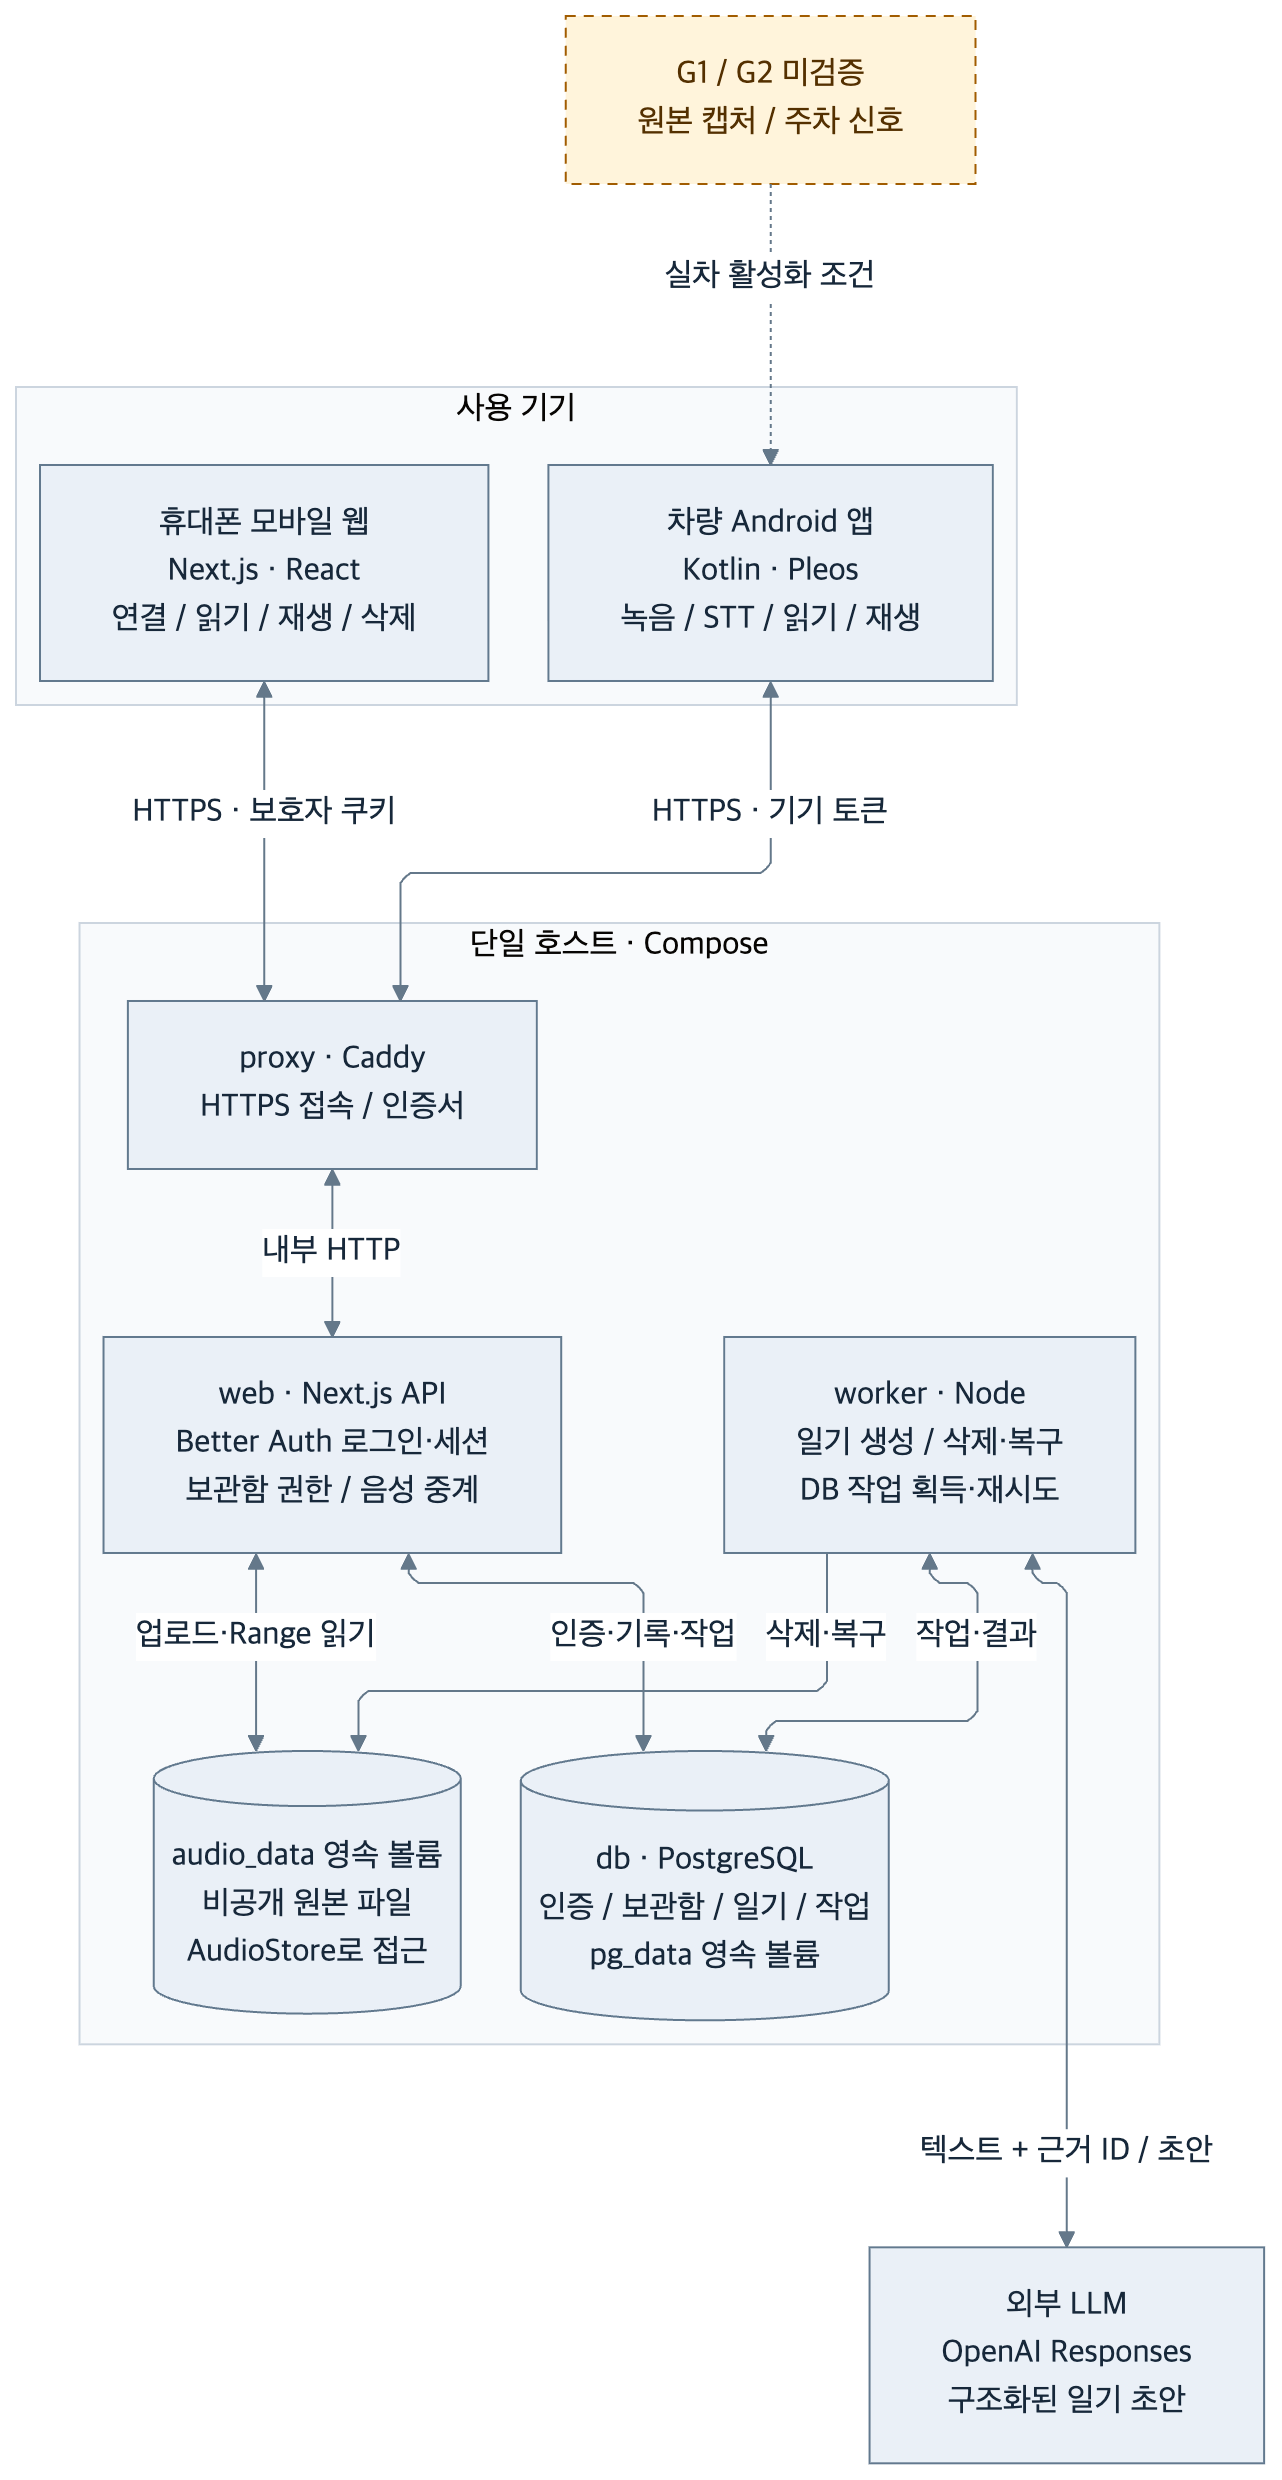 G1 / G2 미검증
원본 캡처 / 주차 신호
실차 활성화 조건
사용 기기
휴대폰 모바일 웹
Next.js · React
연결 / 읽기 / 재생 / 삭제
차량 Android 앱
Kotlin · Pleos
녹음 / STT / 읽기 / 재생
HTTPS · 보호자 쿠키
HTTPS · 기기 토큰
단일 호스트 · Compose
proxy · Caddy
HTTPS 접속 / 인증서
내부 HTTP
web · Next.js API
Better Auth 로그인·세션
보관함 권한 / 음성 중계
worker · Node
일기 생성 / 삭제·복구
DB 작업 획득·재시도
업로드·Range 읽기
인증·기록·작업
삭제·복구
작업·결과
audio_data 영속 볼륨
비공개 원본 파일
AudioStore로 접근
db · PostgreSQL
인증 / 보관함 / 일기 / 작업
pg_data 영속 볼륨
텍스트 + 근거 ID / 초안
외부 LLM
OpenAI Responses
구조화된 일기 초안